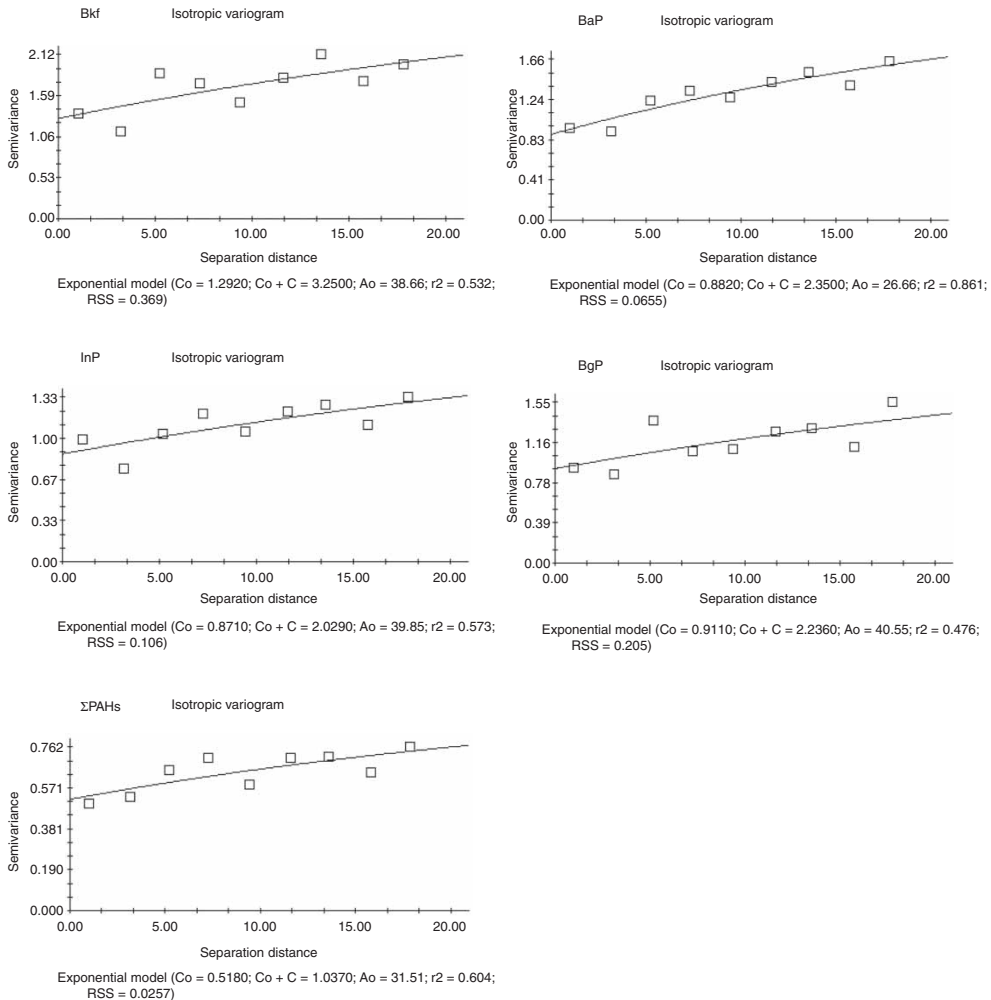 Bkf Isotropic variogram
2.12
1.59
1.06
0.53
0.00
Semivariance
0.00 5.00 10.00 15.00 20.00
Separation distance
Exponential model (Co = 1.2920; Co + C = 3.2500; Ao = 38.66; r2 = 0.532;
RSS = 0.369)
BaP Isotropic variogram
1.66
1.24
0.83
0.41
0.00
Semivariance
0.00 5.00 10.00 15.00 20.00
Separation distance
Exponential model (Co = 0.8820; Co + C = 2.3500; Ao = 26.66; r2 = 0.861;
RSS = 0.0655)
InP Isotropic variogram
1.33
1.00
0.67
0.33
0.00
Semivariance
0.00 5.00 10.00 15.00 20.00
Separation distance
Exponential model (Co = 0.8710; Co + C = 2.0290; Ao = 39.85; r2 = 0.573;
RSS = 0.106)
BgP Isotropic variogram
1.55
1.16
0.78
0.39
0.00
Semivariance
0.00 5.00 10.00 15.00 20.00
Separation distance
Exponential model (Co = 0.9110; Co + C = 2.2360; Ao = 40.55; r2 = 0.476;
RSS = 0.205)
ΣPAHs Isotropic variogram
0.762
0.571
0.381
0.190
0.000
Semivariance
0.00 5.00 10.00 15.00 20.00
Separation distance
Exponential model (Co = 0.5180; Co + C = 1.0370; Ao = 31.51; r2 = 0.604;
RSS = 0.0257)